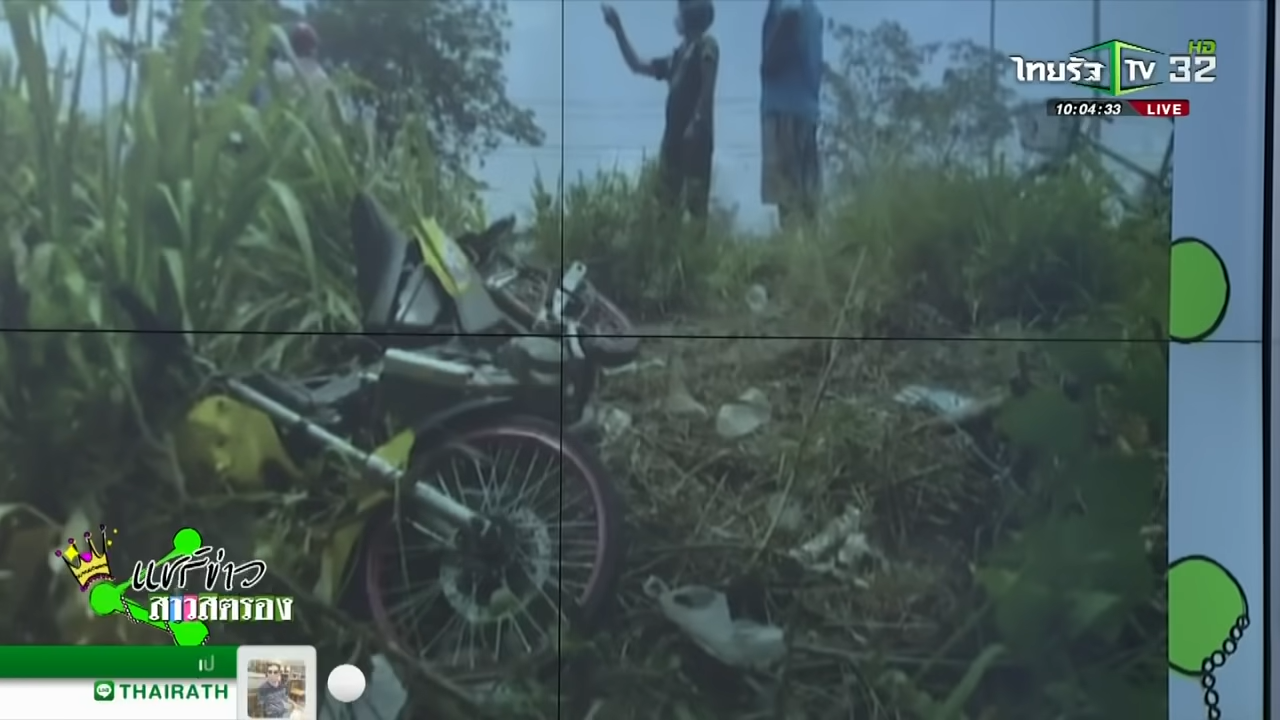 ไทยรัฐ TV 32 HD
10:04:33 LIVE
แชร์ข่าว
สาวสตรอง
เป
THAIRATH